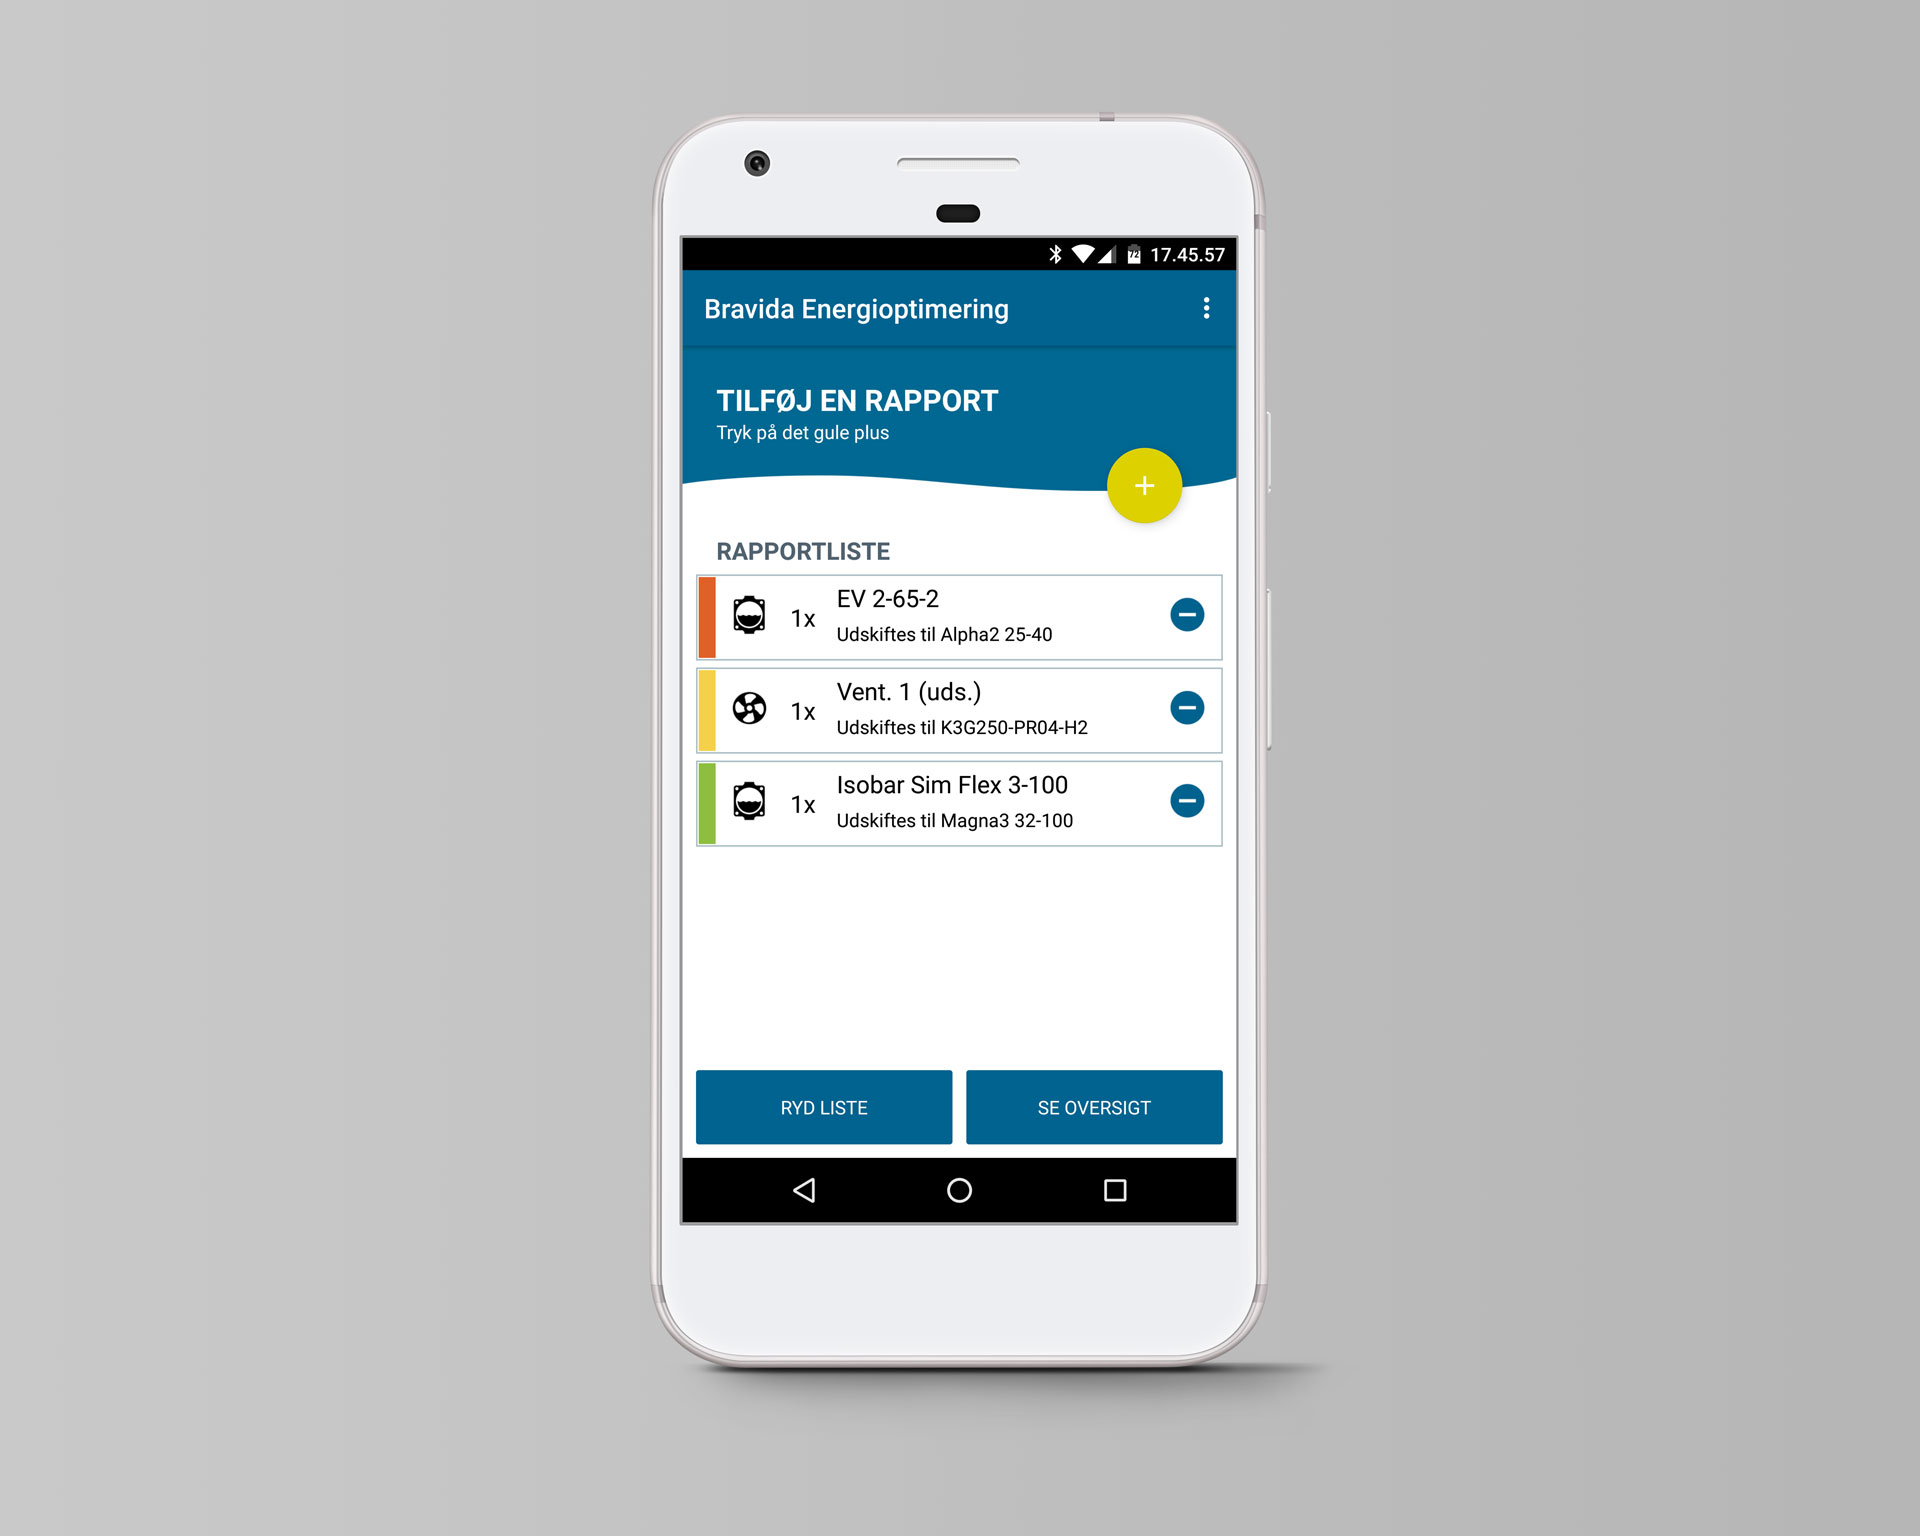 72 17.45.57
Bravida Energioptimering
TILFØJ EN RAPPORT
Tryk på det gule plus
RAPPORTLISTE
1x EV 2-65-2
Udskiftes til Alpha2 25-40
1x Vent. 1 (uds.)
Udskiftes til K3G250-PR04-H2
1x Isobar Sim Flex 3-100
Udskiftes til Magna3 32-100
RYD LISTE SE OVERSIGT